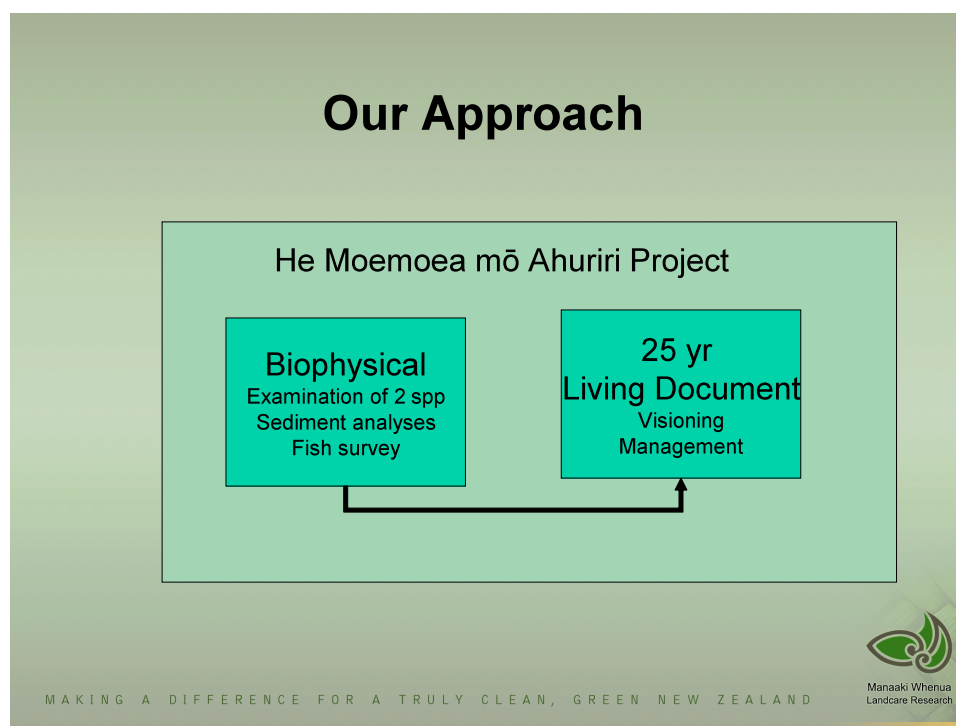 Our Approach
He Moemoea mō Ahuriri Project
Biophysical
Examination of 2 spp
Sediment analyses
Fish survey
25 yr
Living Document
Visioning
Management
Manaaki Whenua
Landcare Research
MAKING A DIFFERENCE FOR A TRULY CLEAN, GREEN NEW ZEALAND